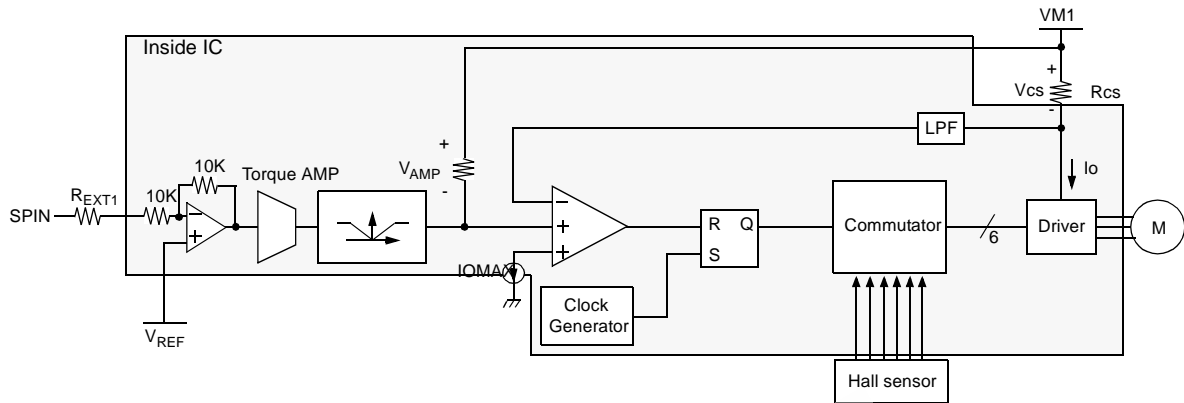 VM1
Inside IC
+
Vcs
Rcs
-
LPF
+
10K
Torque AMP
VAMP
-
Io
REXT1
10K
SPIN
-
+
-
+
+
R Q
S
Commutator
6
Driver
M
IOMAX
Clock
Generator
VREF
Hall sensor